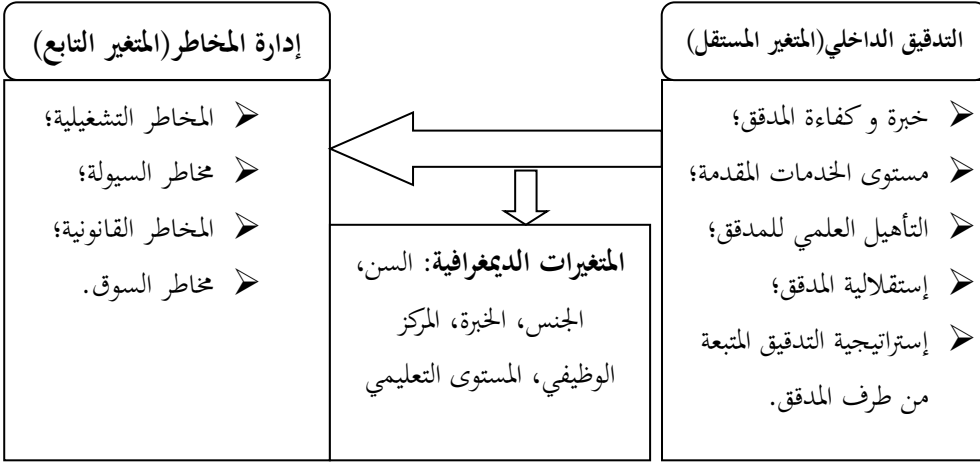 التدقيق الداخلي(المتغير المستقل)
خبرة و كفاءة المدقق؛
مستوى الخدمات المقدمة؛
التأهيل العلمي للمدقق؛
إستقلالية المدقق؛
إستراتيجية التدقيق المتبعة
من طرف المدقق.
المتغيرات الديمغرافية: السن،
الجنس، الخبرة، المركز
الوظيفي، المستوى التعليمي
إدارة المخاطر(المتغير التابع)
المخاطر التشغيلية؛
مخاطر السيولة؛
المخاطر القانونية؛
مخاطر السوق.